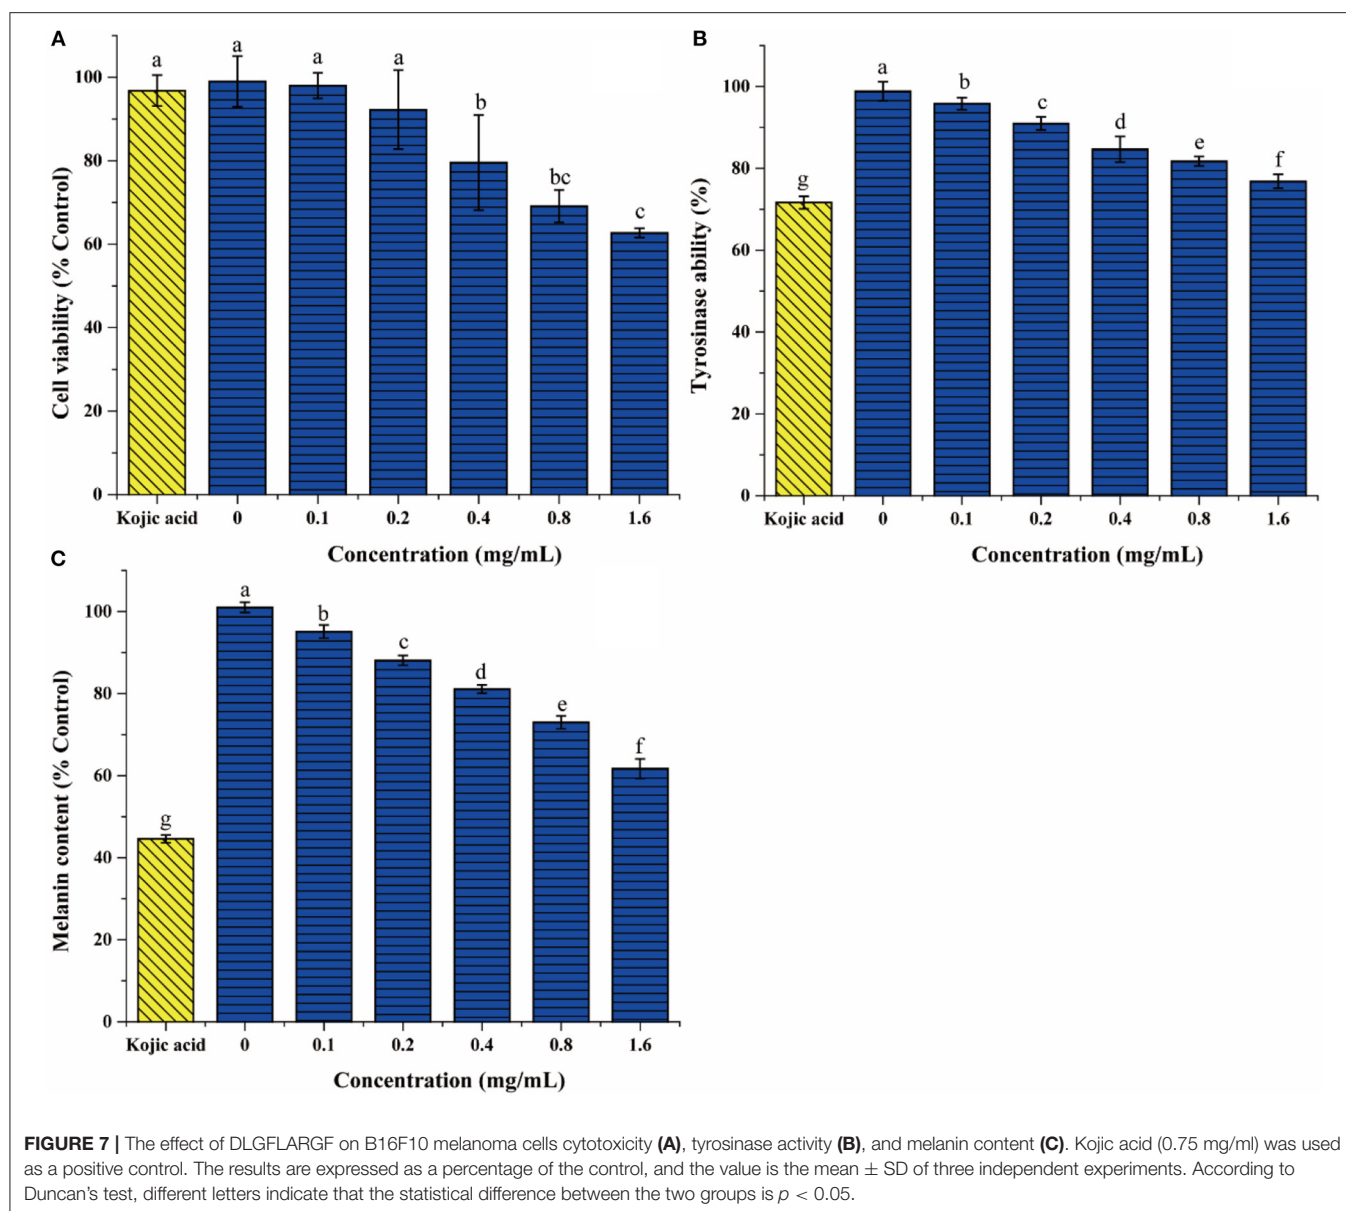 A
a
a
a
a
b
bc
c
100
80
60
40
20
0
Cell viability (% Control)
Kojic acid 0 0.1 0.2 0.4 0.8 1.6
Concentration (mg/mL)
B
a
b
c
d
e
f
g
100
80
60
40
20
0
Tyrosinase ability (%)
Kojic acid 0 0.1 0.2 0.4 0.8 1.6
Concentration (mg/mL)
C
a
b
c
d
e
f
g
100
80
60
40
20
0
Melanin content (% Control)
Kojic acid 0 0.1 0.2 0.4 0.8 1.6
Concentration (mg/mL)
FIGURE 7 | The effect of DLGFLARGF on B16F10 melanoma cells cytotoxicity (A), tyrosinase activity (B), and melanin content (C). Kojic acid (0.75 mg/ml) was used
as a positive control. The results are expressed as a percentage of the control, and the value is the mean ± SD of three independent experiments. According to
Duncan's test, different letters indicate that the statistical difference between the two groups is p < 0.05.